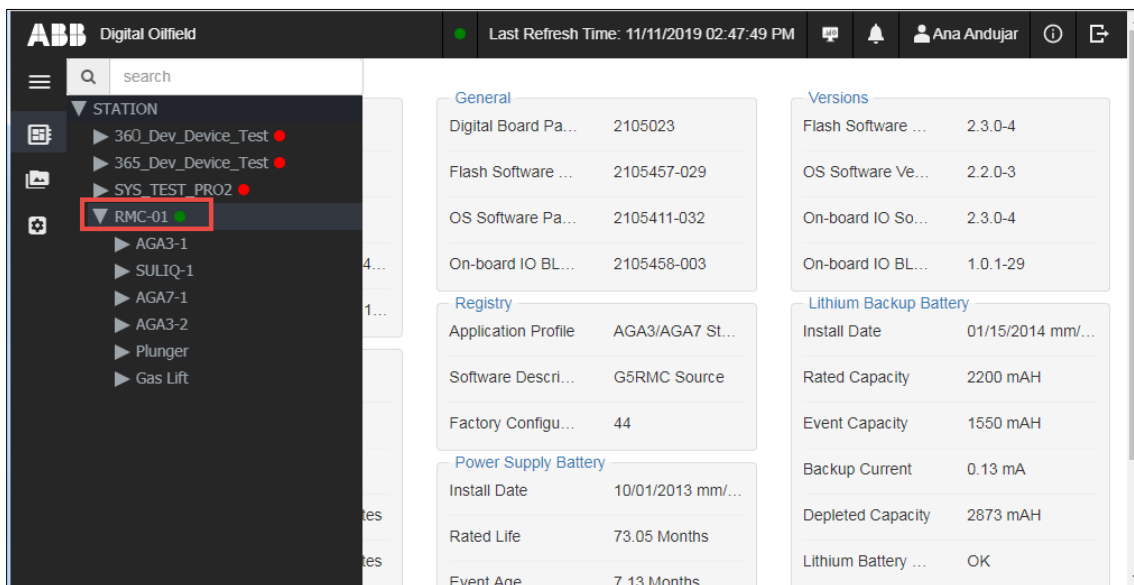 ABB Digital Oilfield
Last Refresh Time: 11/11/2019 02:47:49 PM
Ana Andujar
search
STATION
360_Dev_Device_Test
365_Dev_Device_Test
SYS_TEST_PRO2
RMC-01
AGA3-1
SULIQ-1
AGA7-1
AGA3-2
Plunger
Gas Lift
4...
1...
tes
tes
General
Digital Board Pa... 2105023
Flash Software ... 2105457-029
OS Software Pa... 2105411-032
On-board IO BL... 2105458-003
Registry
Application Profile AGA3/AGA7 St...
Software Descri... G5RMC Source
Factory Configu... 44
Power Supply Battery
Install Date 10/01/2013 mm/...
Rated Life 73.05 Months
Event Age 7.13 Months
Versions
Flash Software ... 2.3.0-4
OS Software Ve... 2.2.0-3
On-board IO So... 2.3.0-4
On-board IO BL... 1.0.1-29
Lithium Backup Battery
Install Date 01/15/2014 mm/...
Rated Capacity 2200 mAH
Event Capacity 1550 mAH
Backup Current 0.13 mA
Depleted Capacity 2873 mAH
Lithium Battery ... OK